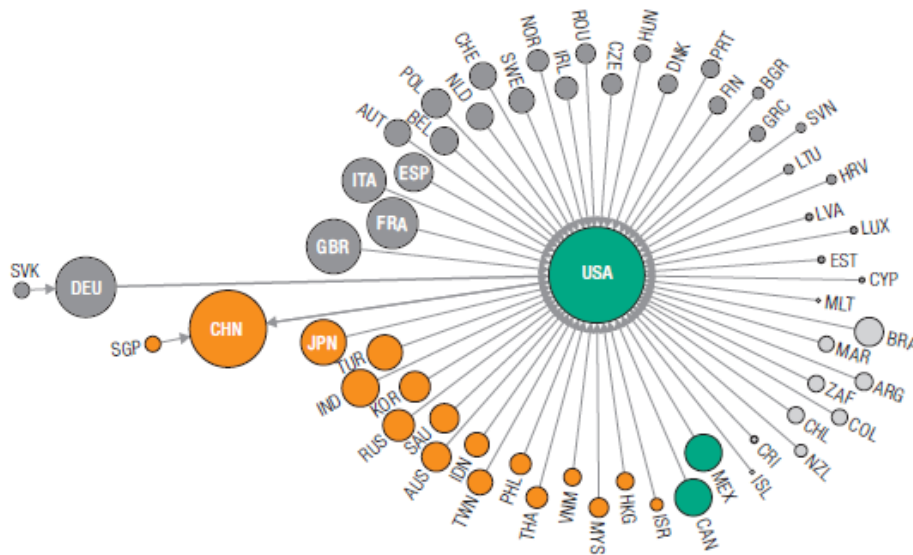 ROU
HUN
NOR
CHE
IRL
CZE
DNK
PRT
SWE
POL
NLD
FIN
BGR
AUT
BEL
GRC
SVN
ITA
ESP
LTU
HRV
FRA
LVA
GBR
LUX
SVK
DEU
USA
EST
CYP
MLT
CHN
SGP
JPN
BRA
TUR
MAR
IND
KOR
ZAF
ARG
RUS
SAU
CHL
COL
AUS
IDN
CRI
NZL
TWN
PHL
MEX
ISL
THA
VNM
MYS
HKG
ISR
CAN